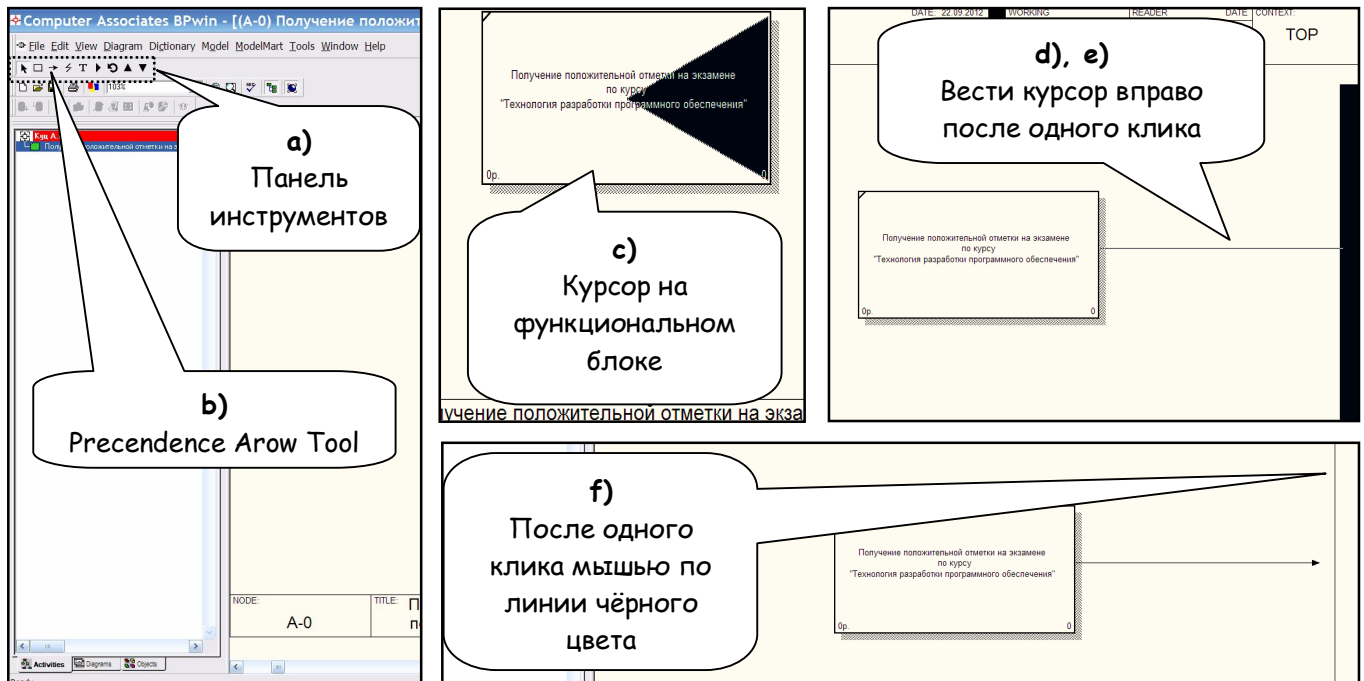 Computer Associates BPwin - [(A-0) Получение положит
File Edit View Diagram Dictionary Model ModelMart Tools Window Help
103%
Куц А.
a)
Панель
инструментов
b)
Precendence Arow Tool
NODE:
A-0
TITLE:
Activities Diagrams Objects
Получение положительной отметки на экзамене
по курсу
"Технология разработки программного обеспечения"
0р.
0
c)
Курсор на
функциональном
блоке
лучение положительной отметки на экза
DATE: 22.09.2012 WORKING READER DATE CONTEXT:
TOP
d), e)
Вести курсор вправо
после одного клика
Получение положительной отметки на экзамене
по курсу
"Технология разработки программного обеспечения"
0р. 0
f)
После одного
клика мышью по
линии чёрного
цвета
Получение положительной отметки на экзамене
по курсу
"Технология разработки программного обеспечения"
0р. 0